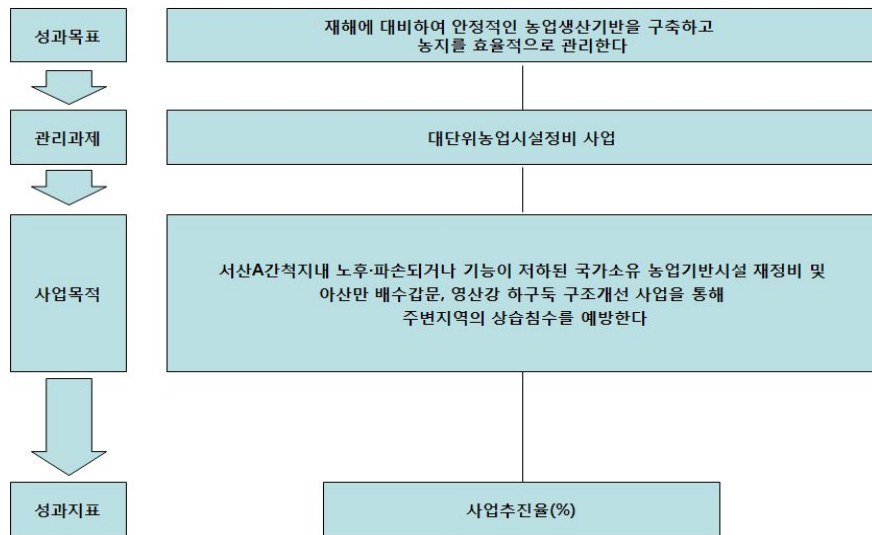 성과목표
재해에 대비하여 안정적인 농업생산기반을 구축하고
농지를 효율적으로 관리한다
관리과제
대단위농업시설정비 사업
사업목적
서산A간척지내 노후·파손되거나 기능이 저하된 국가소유 농업기반시설 재정비 및
아산만 배수갑문, 영산강 하구둑 구조개선 사업을 통해
주변지역의 상습침수를 예방한다
성과지표
사업추진율(%)